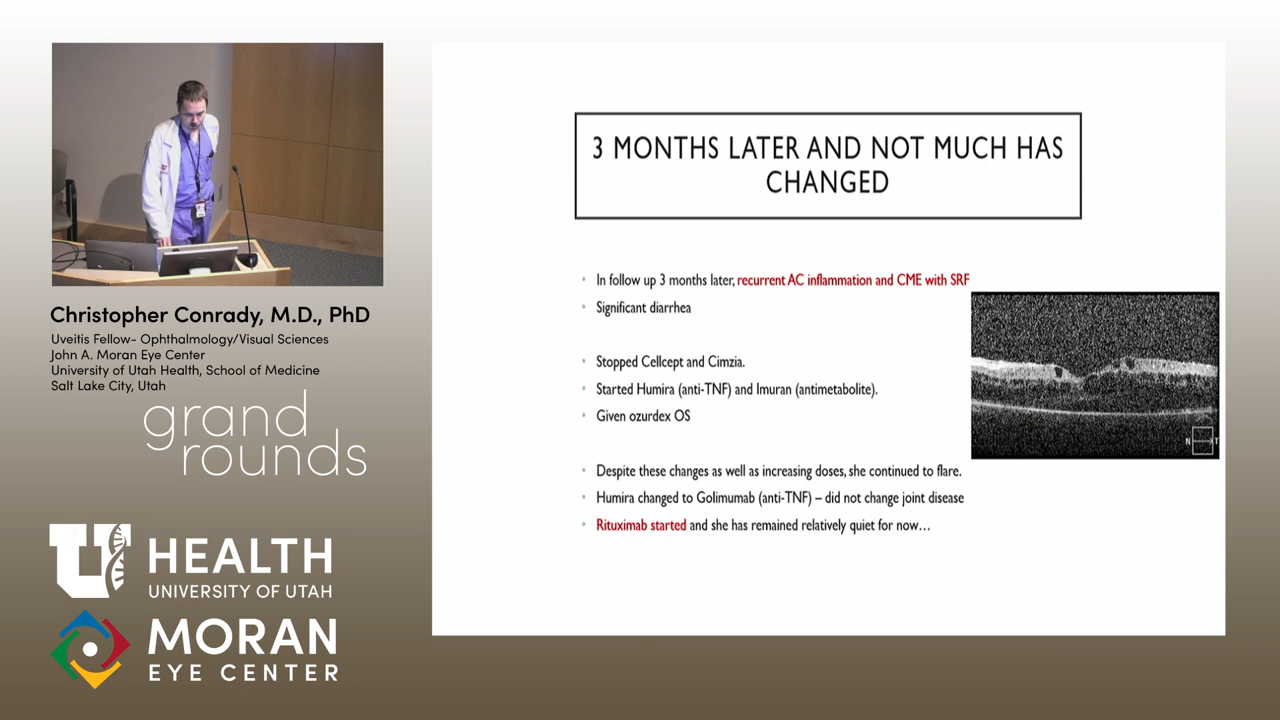 3 MONTHS LATER AND NOT MUCH HAS
CHANGED
• In follow up 3 months later, recurrent AC inflammation and CME with SRF
• Significant diarrhea
• Stopped Cellcept and Cimzia.
• Started Humira (anti-TNF) and Imuran (antimetabolite).
• Given ozurdex OS
• Despite these changes as well as increasing doses, she continued to flare.
• Humira changed to Golimumab (anti-TNF) – did not change joint disease
• Rituximab started and she has remained relatively quiet for now…
N T
Christopher Conrady, M.D., PhD
Uveitis Fellow- Ophthalmology/Visual Sciences
John A. Moran Eye Center
University of Utah Health, School of Medicine
Salt Lake City, Utah
grand
rounds
U HEALTH
UNIVERSITY OF UTAH
MORAN
EYE CENTER